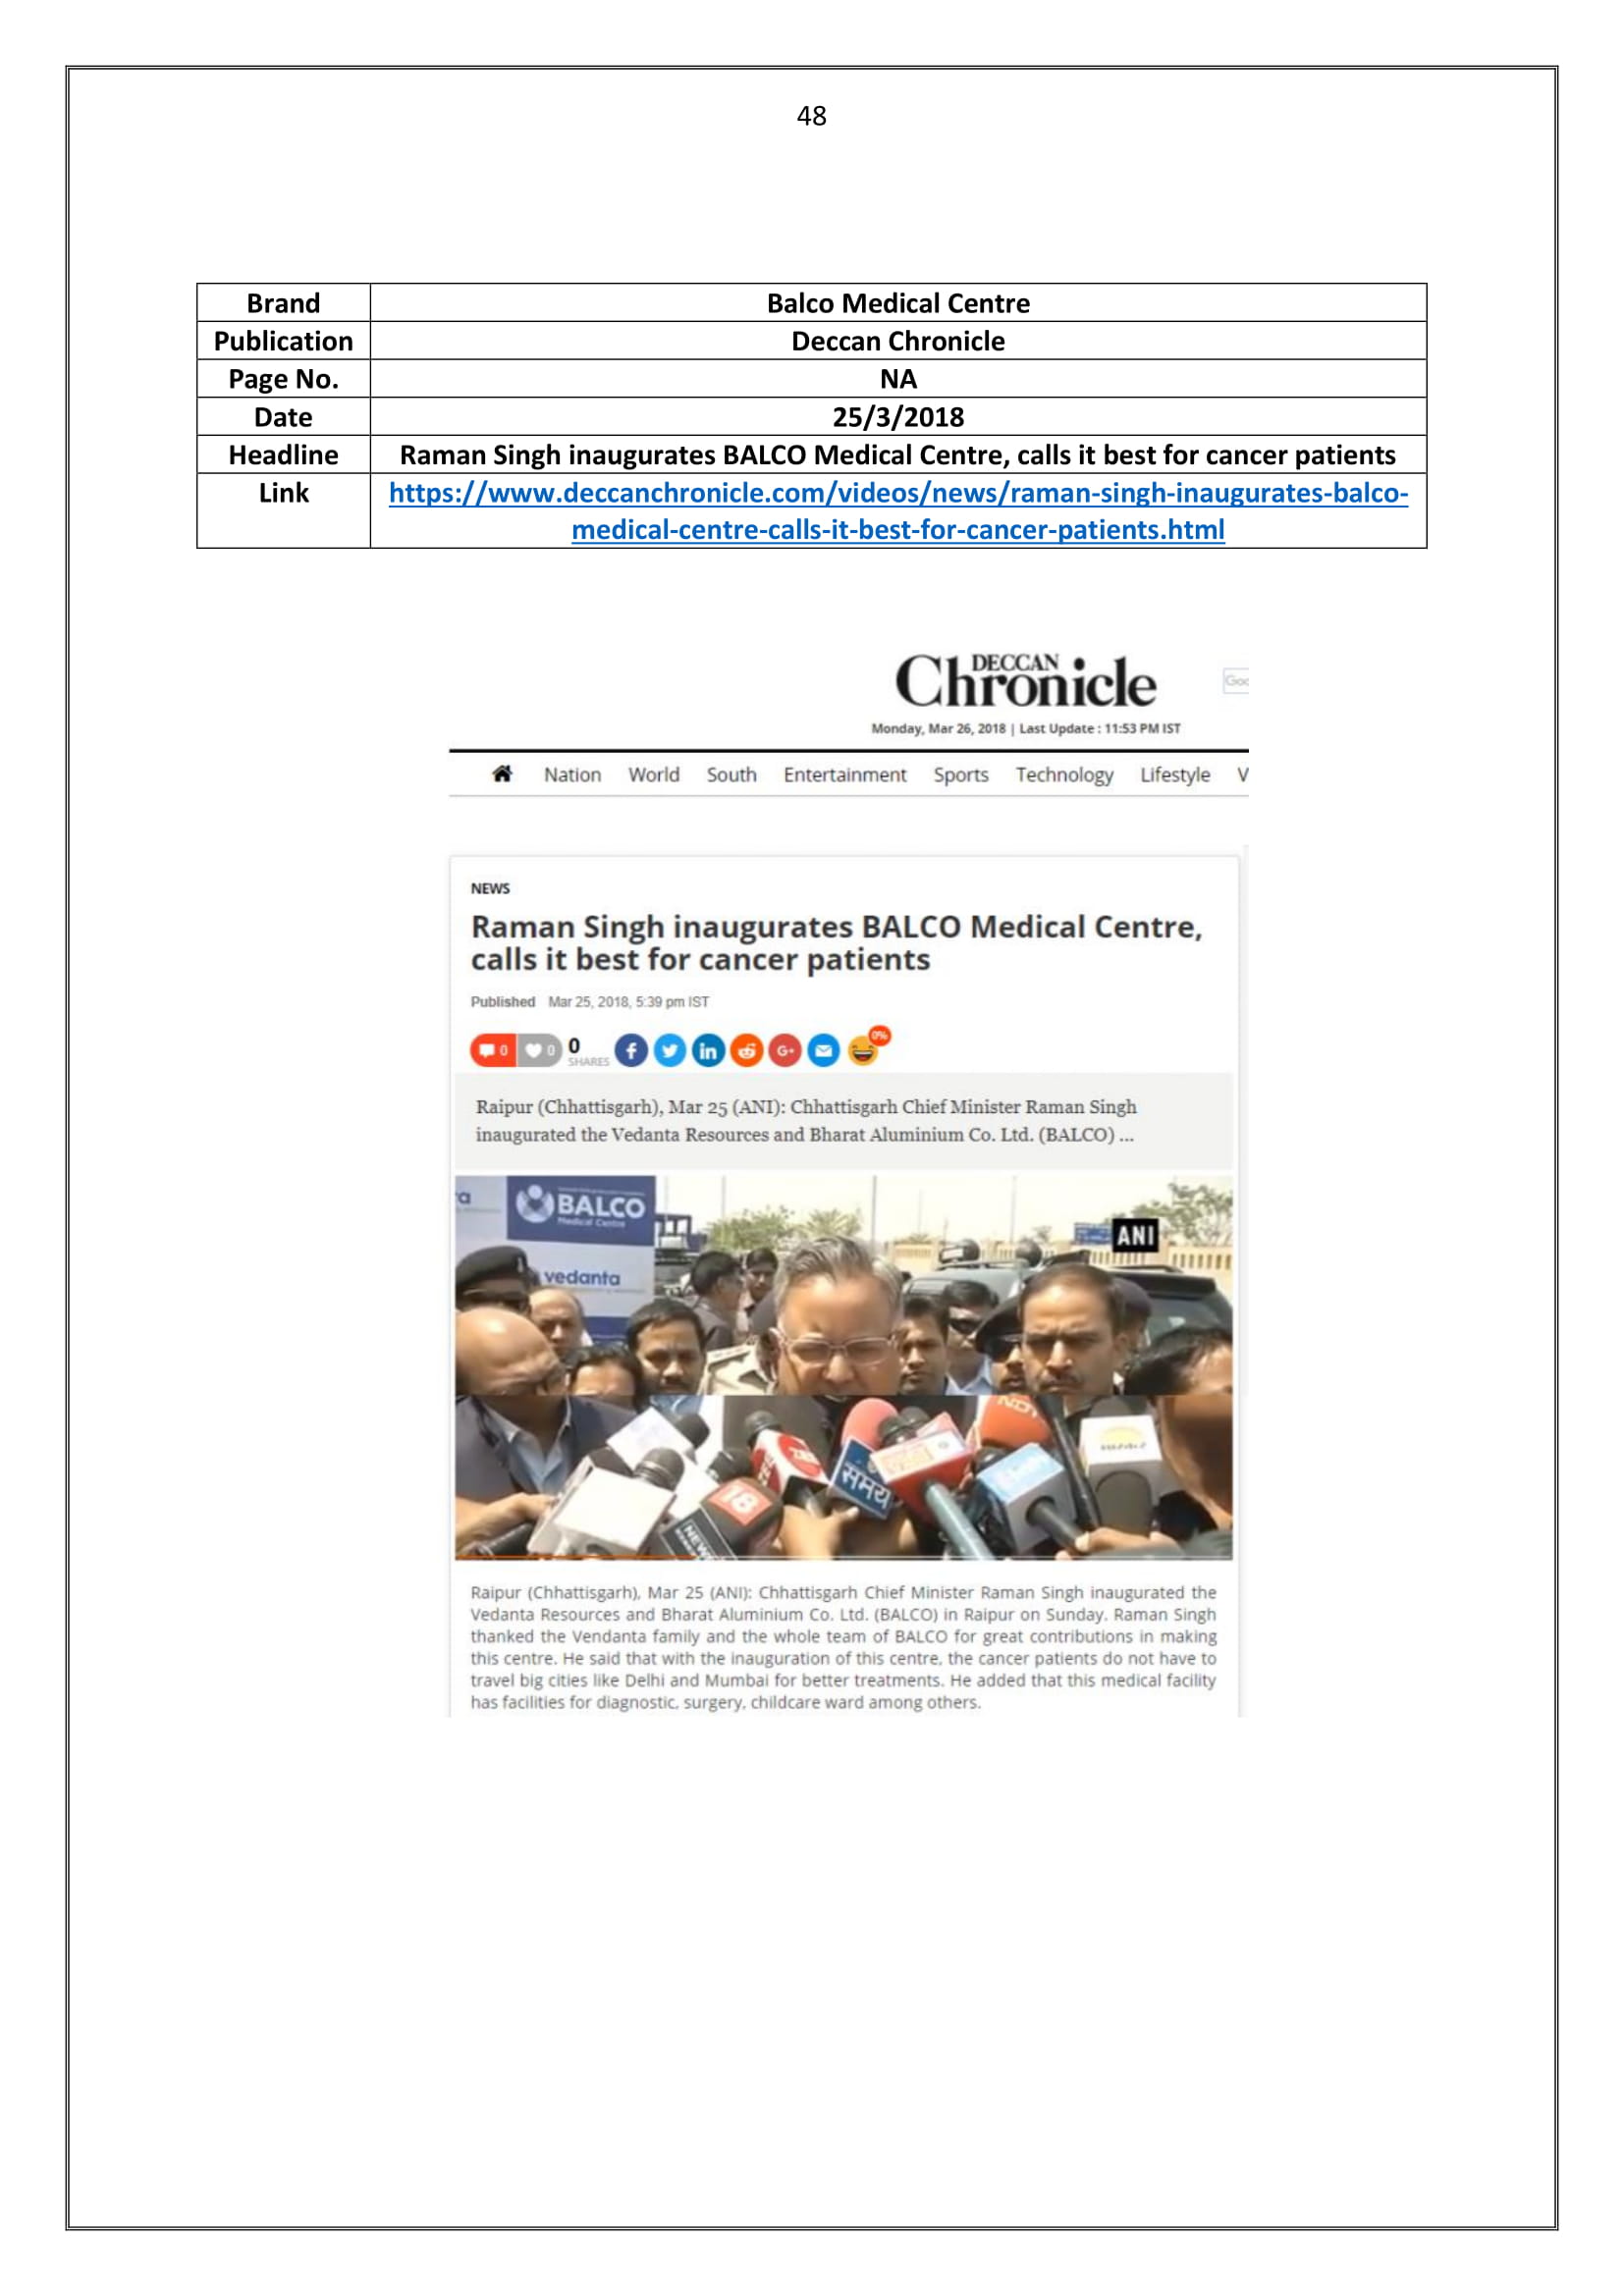 48
Brand Balco Medical Centre
Publication Deccan Chronicle
Page No. NA
Date 25/3/2018
Headline Raman Singh inaugurates BALCO Medical Centre, calls it best for cancer patients
Link https://www.deccanchronicle.com/videos/news/raman-singh-inaugurates-balco-
medical-centre-calls-it-best-for-cancer-patients.html
DECCAN
Chronicle
Goo
Monday, Mar 26, 2018 | Last Update : 11:53 PM IST
Nation World South Entertainment Sports Technology Lifestyle V
NEWS
Raman Singh inaugurates BALCO Medical Centre,
calls it best for cancer patients
Published Mar 25, 2018, 5:39 pm IST
0 0 0 SHARES f in G+ 0%
Raipur (Chhattisgarh), Mar 25 (ANI): Chhattisgarh Chief Minister Raman Singh
inaugurated the Vedanta Resources and Bharat Aluminium Co. Ltd. (BALCO) ...
BALCO
Medical Centre
vedanta
ANI
NDT
समय
18
NEWS
Raipur (Chhattisgarh), Mar 25 (ANI): Chhattisgarh Chief Minister Raman Singh inaugurated the
Vedanta Resources and Bharat Aluminium Co. Ltd. (BALCO) in Raipur on Sunday. Raman Singh
thanked the Vendanta family and the whole team of BALCO for great contributions in making
this centre. He said that with the inauguration of this centre, the cancer patients do not have to
travel big cities like Delhi and Mumbai for better treatments. He added that this medical facility
has facilities for diagnostic, surgery, childcare ward among others.